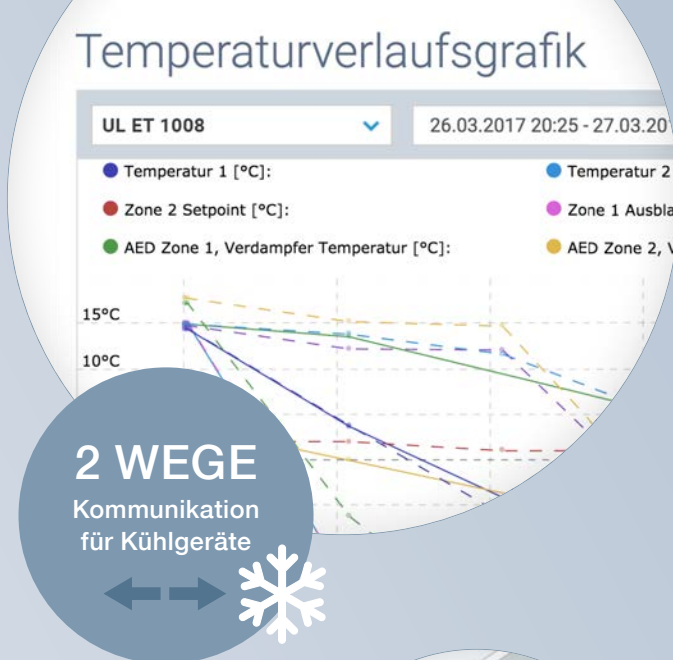 Temperaturverlaufsgrafik
UL ET 1008
26.03.2017 20:25 - 27.03.20
Temperatur 1 [°C]:
Temperatur 2
Zone 2 Setpoint [°C]:
Zone 1 Ausbla
AED Zone 1, Verdampfer Temperatur [°C]:
AED Zone 2, V
15°C
10°C
2 WEGE
Kommunikation
für Kühlgeräte